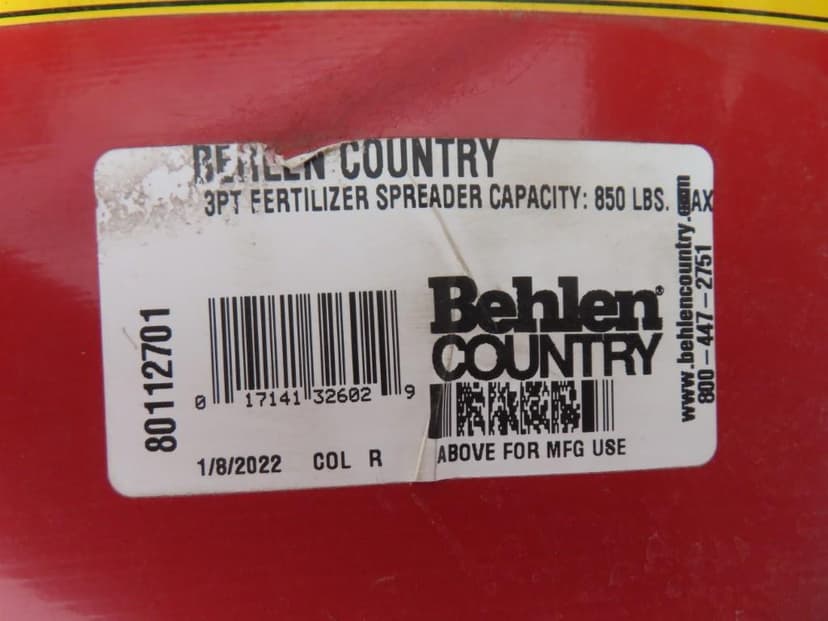 BEHLEN COUNTRY
3PT FERTILIZER SPREADER CAPACITY: 850 LBS.
80112701
0 17141 32602 9
1/8/2022 COL R
Behlen
COUNTRY
ABOVE FOR MFG USE
www.behlencountry.com
800-447-2751